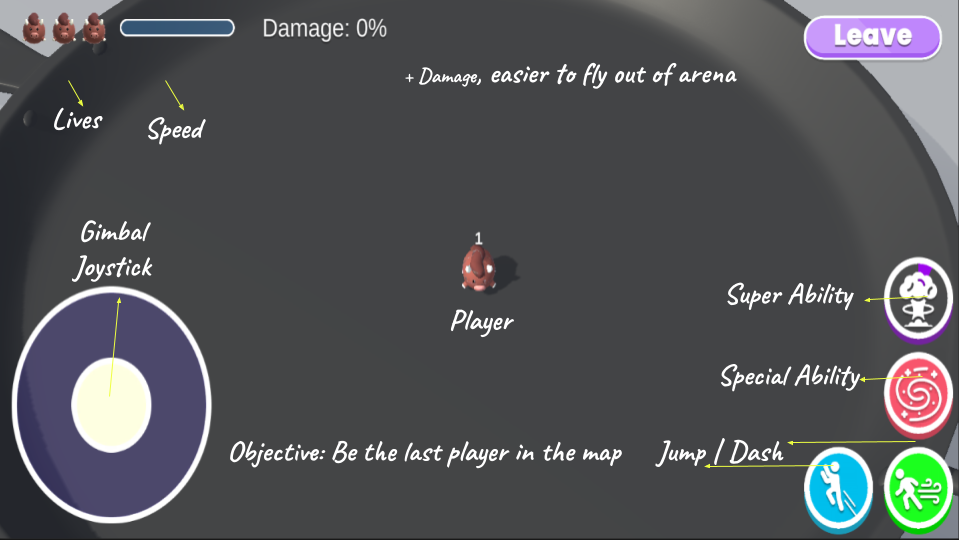 Damage: 0%
Leave
+ Damage, easier to fly out of arena
Lives
Speed
Gimbal
Joystick
1
Player
Super Ability
Special Ability
Objective: Be the last player in the map
Jump / Dash